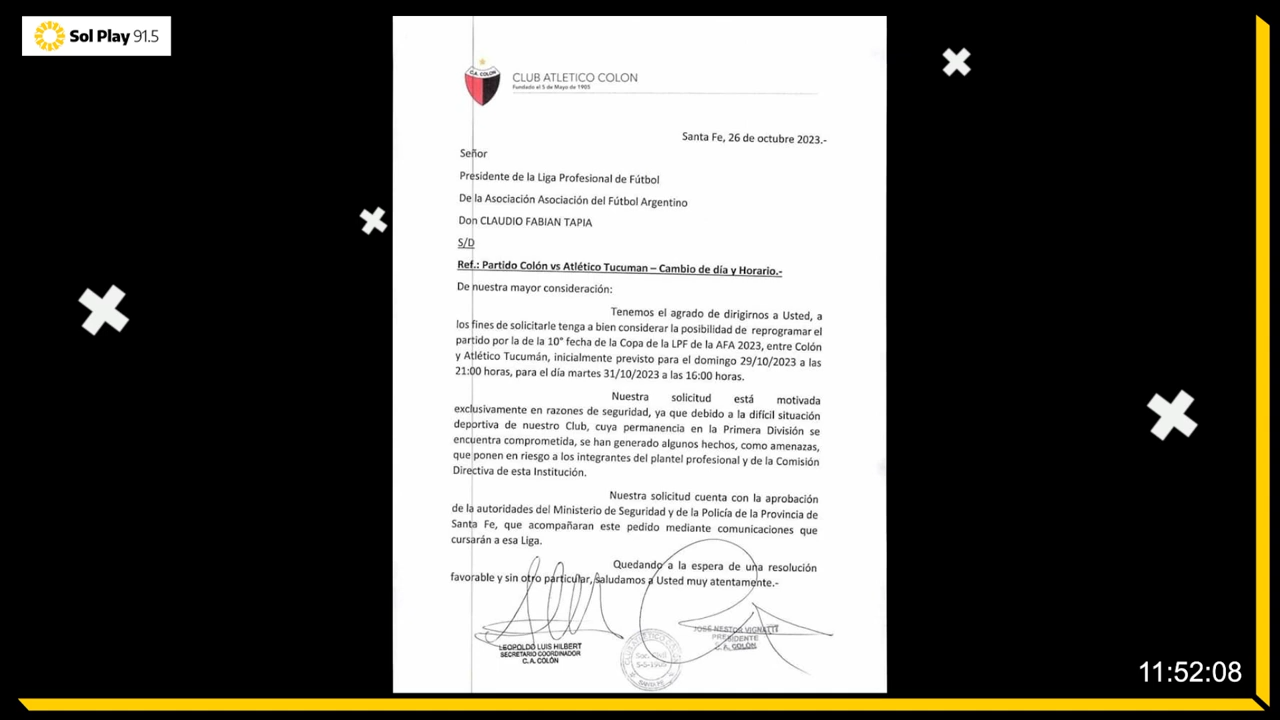 Sol Play 91.5
C.A. COLON
CLUB ATLETICO COLON
Fundado el 5 de Mayo de 1905
Santa Fe, 26 de octubre 2023.-
Señor
Presidente de la Liga Profesional de Fútbol
De la Asociación Asociación del Fútbol Argentino
Don CLAUDIO FABIAN TAPIA
S/D
Ref.: Partido Colón vs Atlético Tucuman – Cambio de día y Horario.-
De nuestra mayor consideración:
Tenemos el agrado de dirigirnos a Usted, a
los fines de solicitarle tenga a bien considerar la posibilidad de reprogramar el
partido por la de la 10° fecha de la Copa de la LPF de la AFA 2023, entre Colón
y Atlético Tucumán, inicialmente previsto para el domingo 29/10/2023 a las
21:00 horas, para el día martes 31/10/2023 a las 16:00 horas.
Nuestra solicitud está motivada
exclusivamente en razones de seguridad, ya que debido a la difícil situación
deportiva de nuestro Club, cuya permanencia en la Primera División se
encuentra comprometida, se han generado algunos hechos, como amenazas,
que ponen en riesgo a los integrantes del plantel profesional y de la Comisión
Directiva de esta Institución.
Nuestra solicitud cuenta con la aprobación
de la autoridades del Ministerio de Seguridad y de la Policía de la Provincia de
Santa Fe, que acompañaran este pedido mediante comunicaciones que
cursarán a esa Liga.
Quedando a la espera de una resolución
favorable y sin otro particular, saludamos a Usted muy atentamente.-
LEOPOLDO LUIS HILBERT
SECRETARIO COORDINADOR
C.A. COLÓN
JOSE NESTOR VIGNATTI
PRESIDENTE
C. A. COLÓN
Soc. Civil
5-5-1905
SANTA FE
11:52:08